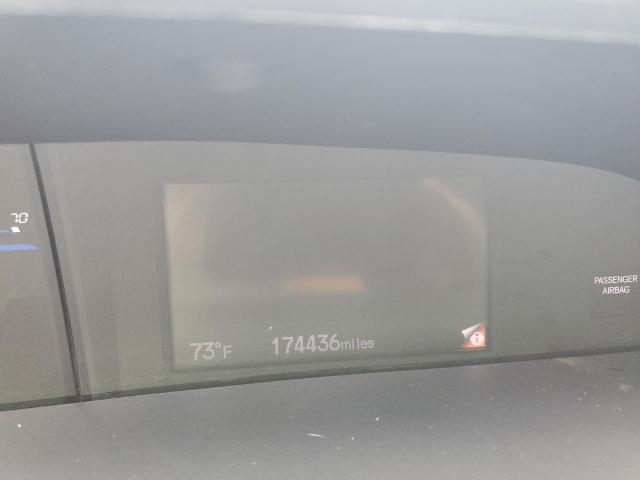 70
PASSENGER
AIRBAG
73°F 174436miles
i